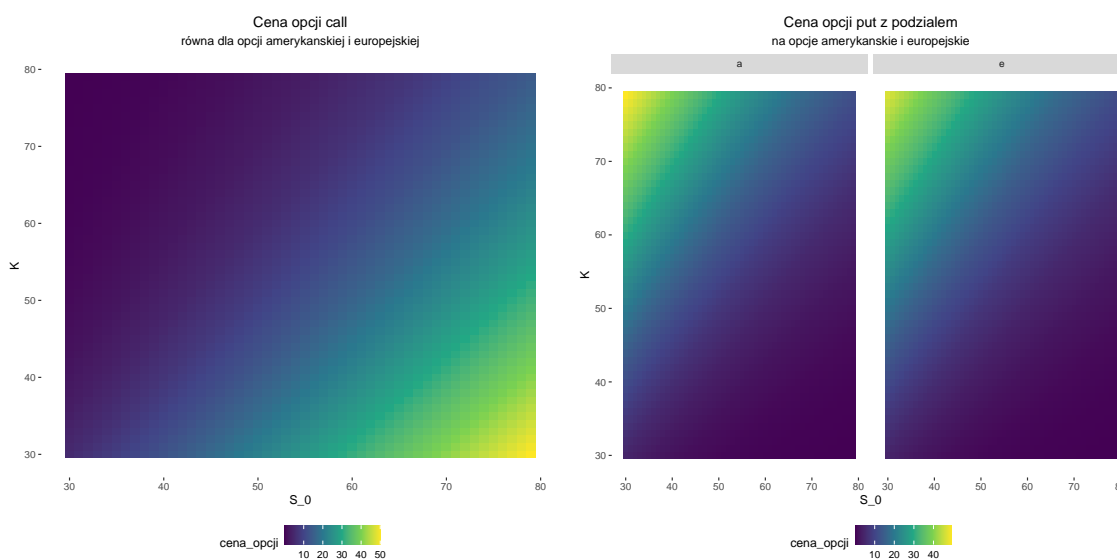 Cena opcji call
równa dla opcji amerykanskiej i europejskiej
80
70
60
50
40
30
K
30 40 50 60 70 80
S_0
cena_opcji
10 20 30 40 50
Cena opcji put z podzialem
na opcje amerykanskie i europejskie
a e
80
70
60
50
40
30
K
30 40 50 60 70 80 30 40 50 60 70 80
S_0
cena_opcji
10 20 30 40